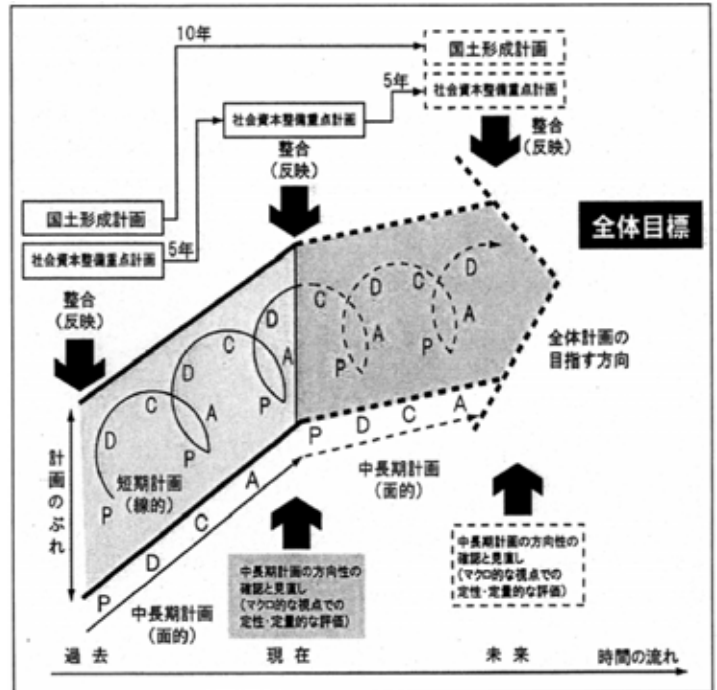 10年
国土形成計画
5年
社会資本整備重点計画
社会資本整備重点計画
整合
(反映)
整合
(反映)
国土形成計画
全体目標
社会資本整備重点計画
5年
整合
(反映)
D
C
D
C
D
C
D
C
A
A
D
A
A
全体計画の
目指す方向
P
P
P
C
A
D
P
P
D
C
A
計画のぶれ
短期計画
(線的)
P
中長期計画
(面的)
A
C
D
P
中長期計画の方向性の
確認と見直し
(マクロ的な視点での
定性・定量的な評価)
中長期計画の方向性の
確認と見直し
(マクロ的な視点での
定性・定量的な評価)
中長期計画
(面的)
過去
現在
未来
時間の流れ